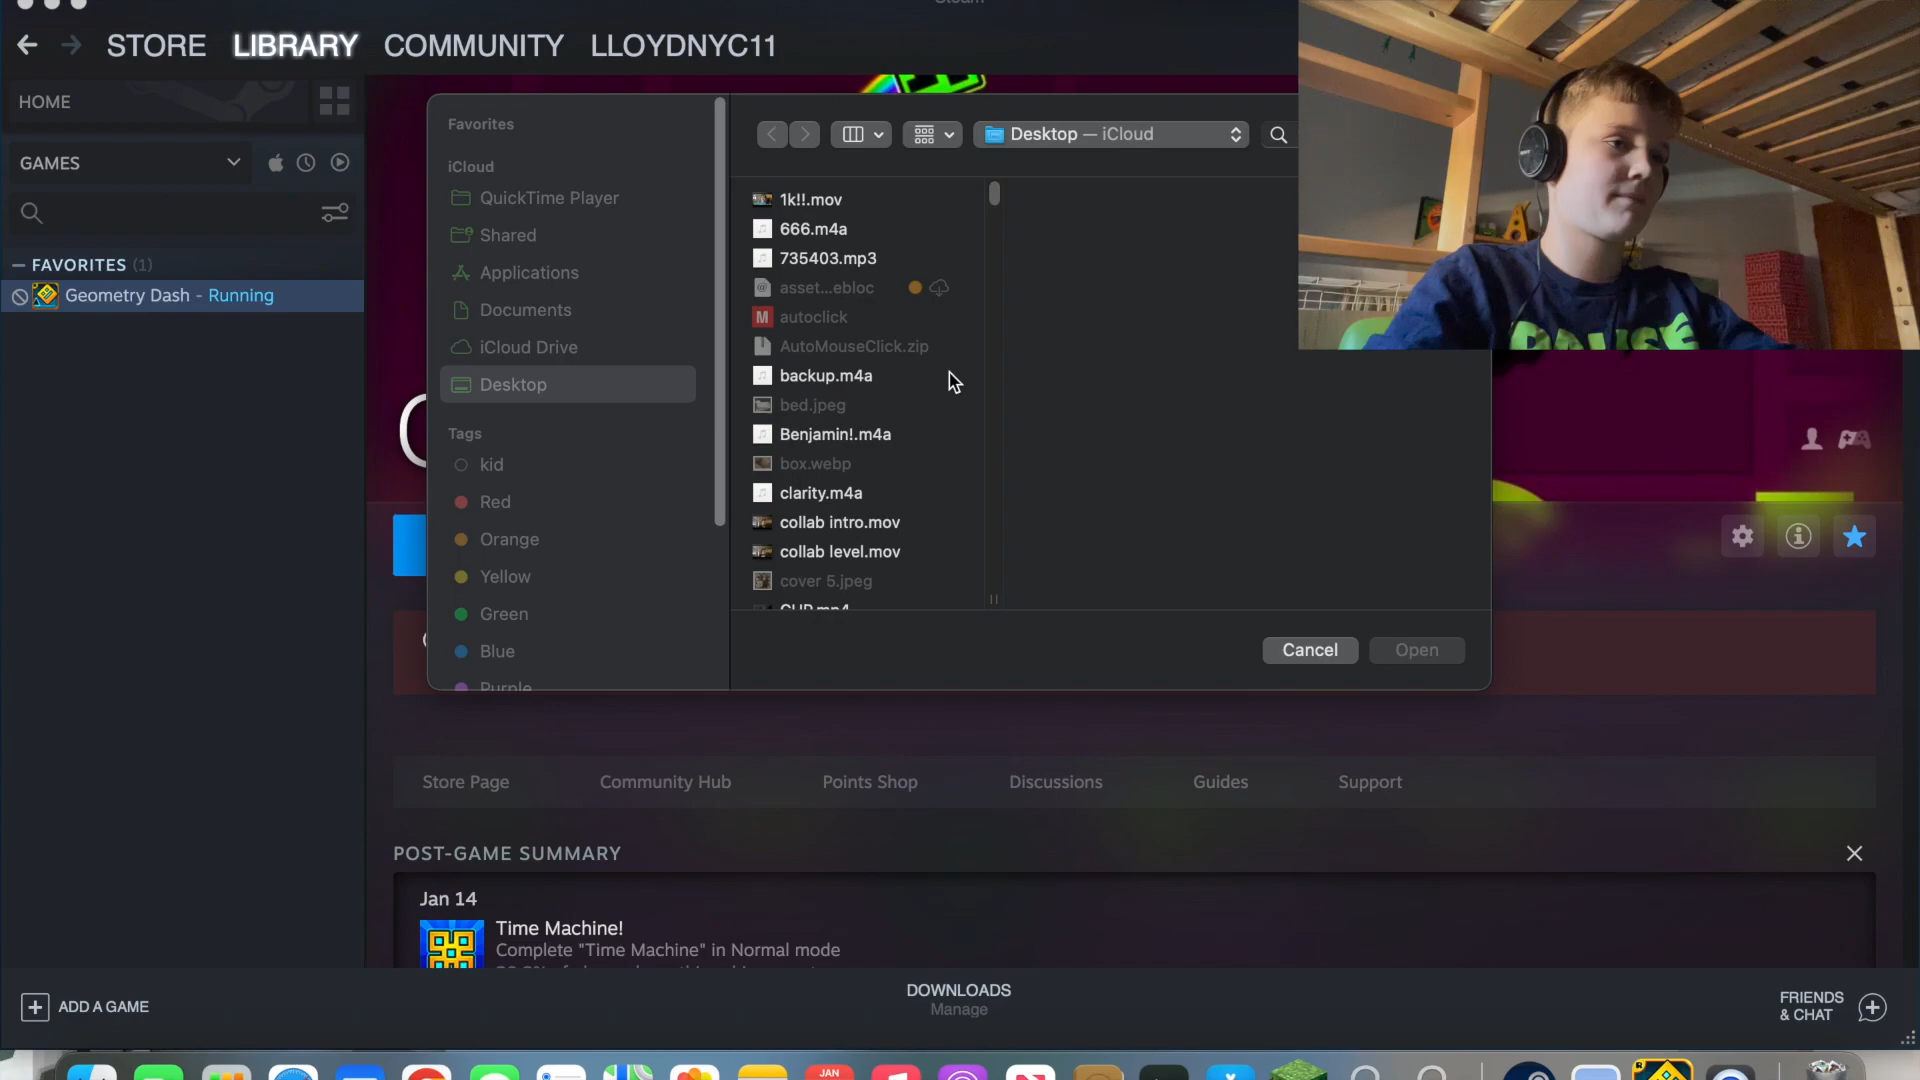 STORE LIBRARY COMMUNITY LLOYDNYC11
HOME
GAMES
FAVORITES (1)
Geometry Dash - Running
Favorites
iCloud
QuickTime Player
Shared
Applications
Documents
iCloud Drive
Desktop
Tags
kid
Red
Orange
Yellow
Green
Blue
Purple
Desktop — iCloud
1k!!.mov
666.m4a
735403.mp3
asset...ebloc
autoclick
AutoMouseClick.zip
backup.m4a
bed.jpeg
Benjamin!.m4a
box.webp
clarity.m4a
collab intro.mov
collab level.mov
cover 5.jpeg
Cancel Open
PAUSE
Store Page Community Hub Points Shop Discussions Guides Support
POST-GAME SUMMARY
Jan 14
Time Machine!
Complete "Time Machine" in Normal mode
ADD A GAME
DOWNLOADS
Manage
FRIENDS
& CHAT
JAN